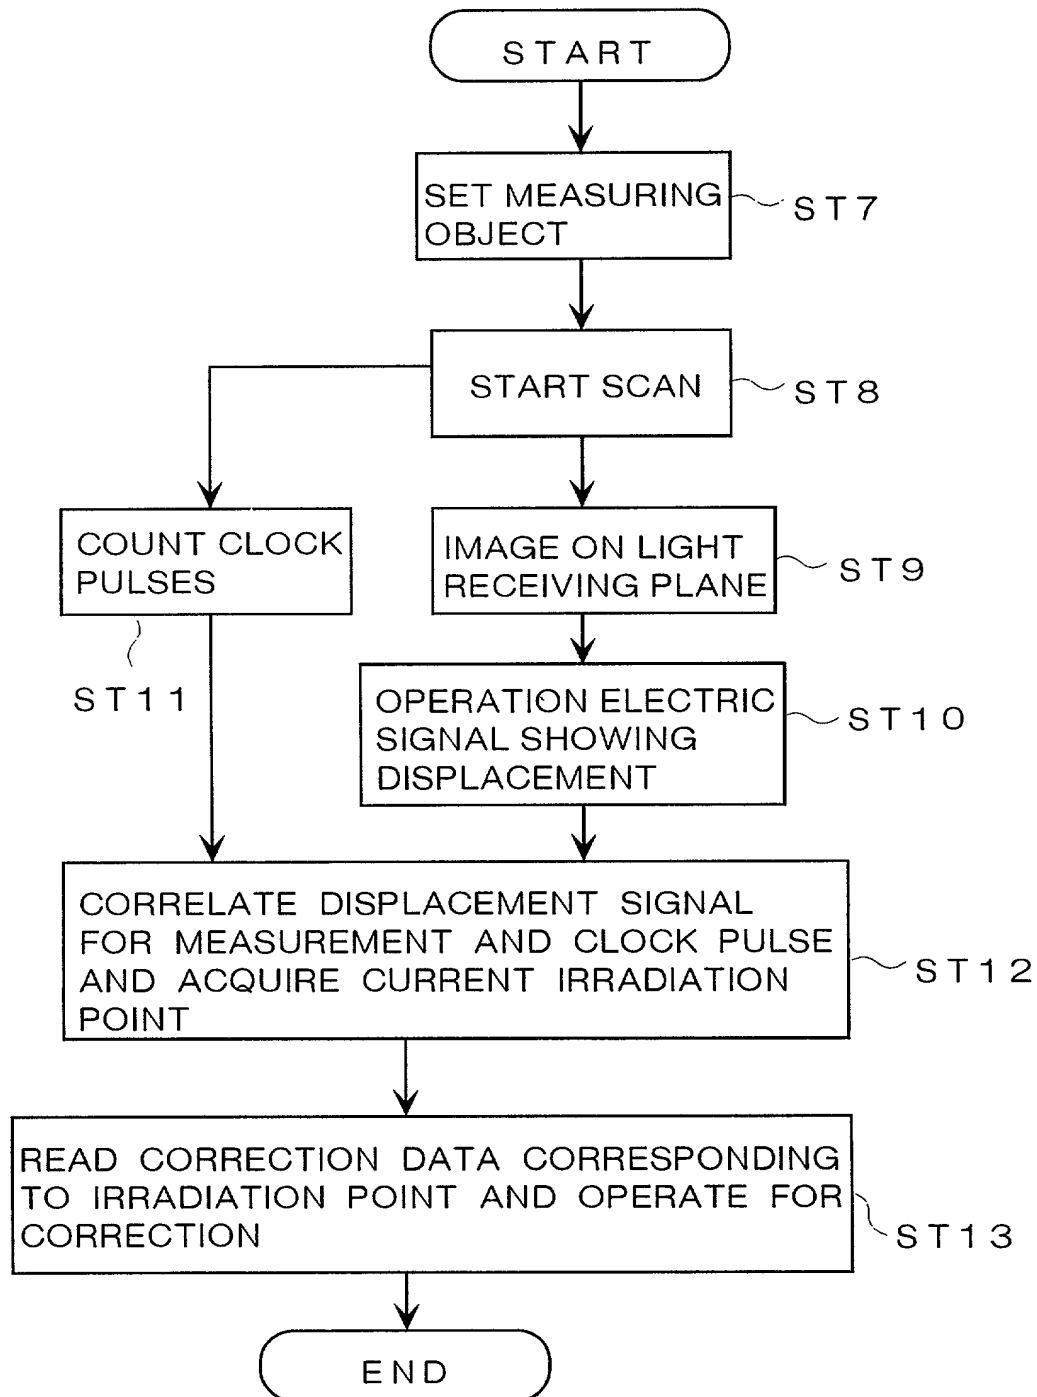 START
SET MEASURING
OBJECT
ST7
START SCAN
ST8
COUNT CLOCK
PULSES
ST11
IMAGE ON LIGHT
RECEIVING PLANE
ST9
OPERATION ELECTRIC
SIGNAL SHOWING
DISPLACEMENT
ST10
CORRELATE DISPLACEMENT SIGNAL
FOR MEASUREMENT AND CLOCK PULSE
AND ACQUIRE CURRENT IRRADIATION
POINT
ST12
READ CORRECTION DATA CORRESPONDING
TO IRRADIATION POINT AND OPERATE FOR
CORRECTION
ST13
END